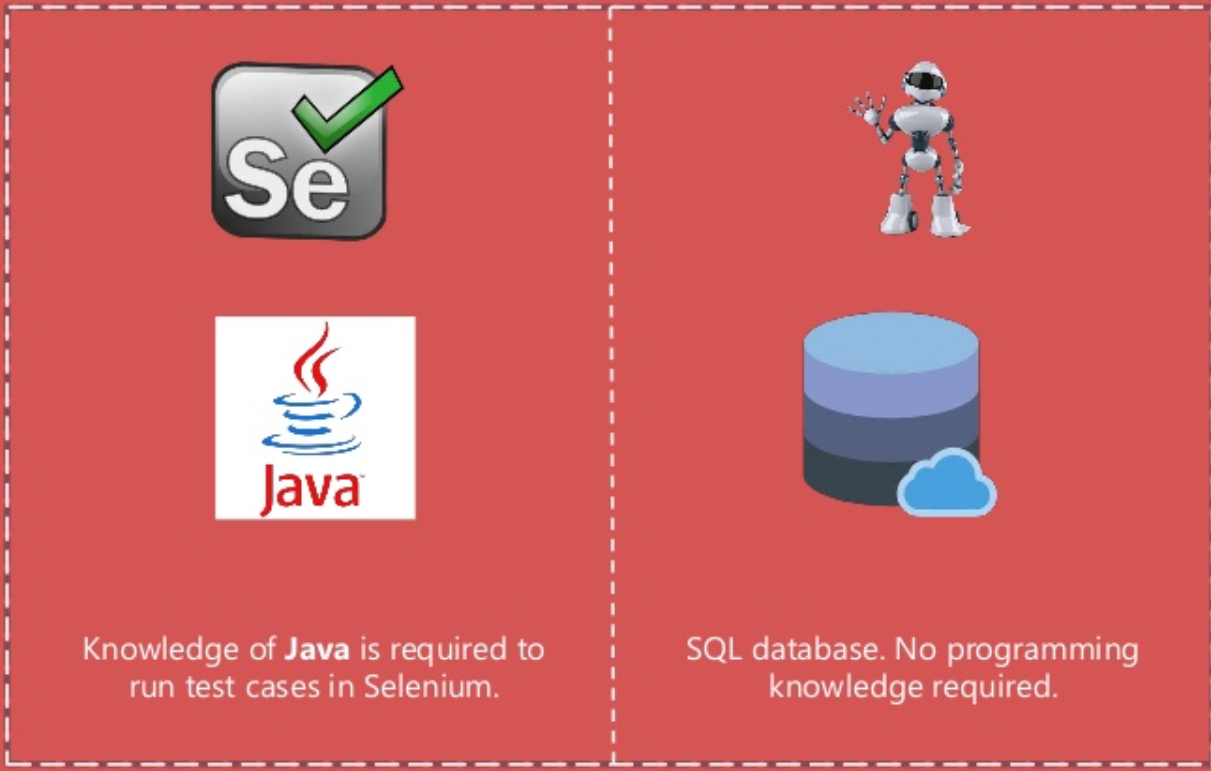 Se
Java
Knowledge of Java is required to
run test cases in Selenium.
SQL database. No programming
knowledge required.